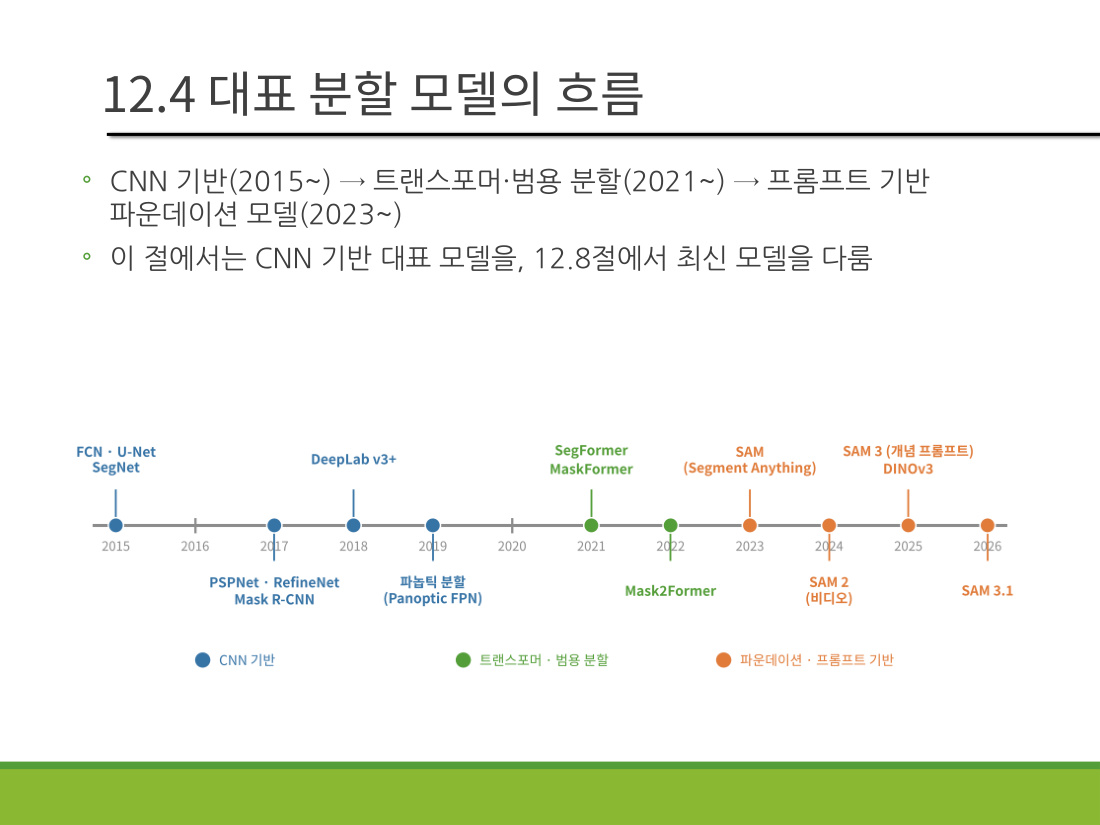 12.4 대표 분할 모델의 흐름
CNN 기반(2015~) → 트랜스포머·범용 분할(2021~) → 프롬프트 기반
파운데이션 모델(2023~)
이 절에서는 CNN 기반 대표 모델을, 12.8절에서 최신 모델을 다룸
FCN · U-Net
SegNet
DeepLab v3+
SegFormer
MaskFormer
SAM
(Segment Anything)
SAM 3 (개념 프롬프트)
DINOv3
2015 2016 2017 2018 2019 2020 2021 2022 2023 2024 2025 2026
PSPNet · RefineNet
Mask R-CNN
파놉틱 분할
(Panoptic FPN)
Mask2Former
SAM 2
(비디오)
SAM 3.1
CNN 기반
트랜스포머 · 범용 분할
파운데이션 · 프롬프트 기반